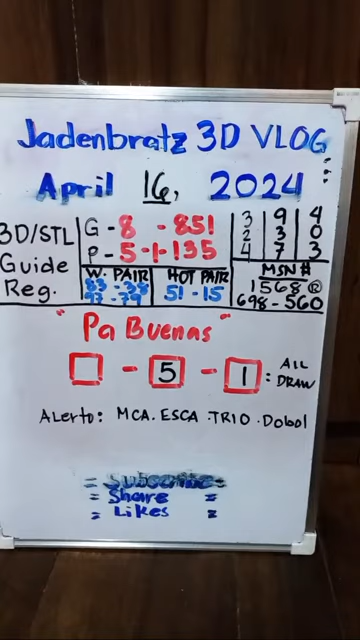 Jadenbratz 3D VLOG
April 16, 2024
3D/STL Guide Reg.
G - 8 - 851
P - 5 - 1 - 135
3 | 9 | 4
2 | 3 | 0
4 | 7 | 3
W. PAIR
83 - 38
97 - 79
HOT PAIR
51 - 15
MSN #
1568 ®
698 - 560
"Pa Buenas"
- 5 - 1 : ALL DRAW
Alerto: MCA. ESCA. TRIO. Dobol
= Subscribe =
= Share =
= Likes =